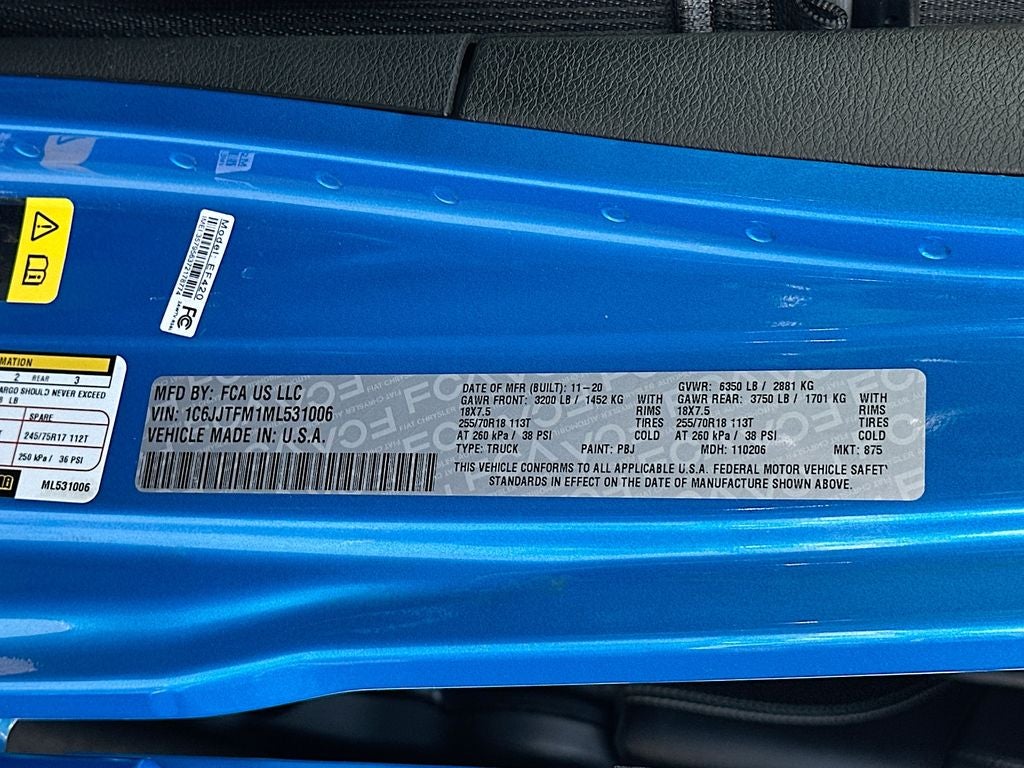 Model: EF420
FC
MATION
2 REAR 3
ARGO SHOULD NEVER EXCEED
LB
SPARE
245/75R17 112T
250 kPa / 36 PSI
ML531006
MFD BY: FCA US LLC
VIN: 1C6JJTFM1ML531006
VEHICLE MADE IN: U.S.A.
DATE OF MFR (BUILT): 11-20 GVWR: 6350 LB / 2881 KG
GAWR FRONT: 3200 LB / 1452 KG WITH GAWR REAR: 3750 LB / 1701 KG WITH
18X7.5 RIMS 18X7.5 RIMS
255/70R18 113T TIRES 255/70R18 113T TIRES
AT 260 kPa / 38 PSI COLD AT 260 kPa / 38 PSI COLD
TYPE: TRUCK PAINT: PBJ MDH: 110206 MKT: 875
THIS VEHICLE CONFORMS TO ALL APPLICABLE U.S.A. FEDERAL MOTOR VEHICLE SAFETY
STANDARDS IN EFFECT ON THE DATE OF MANUFACTURE SHOWN ABOVE.